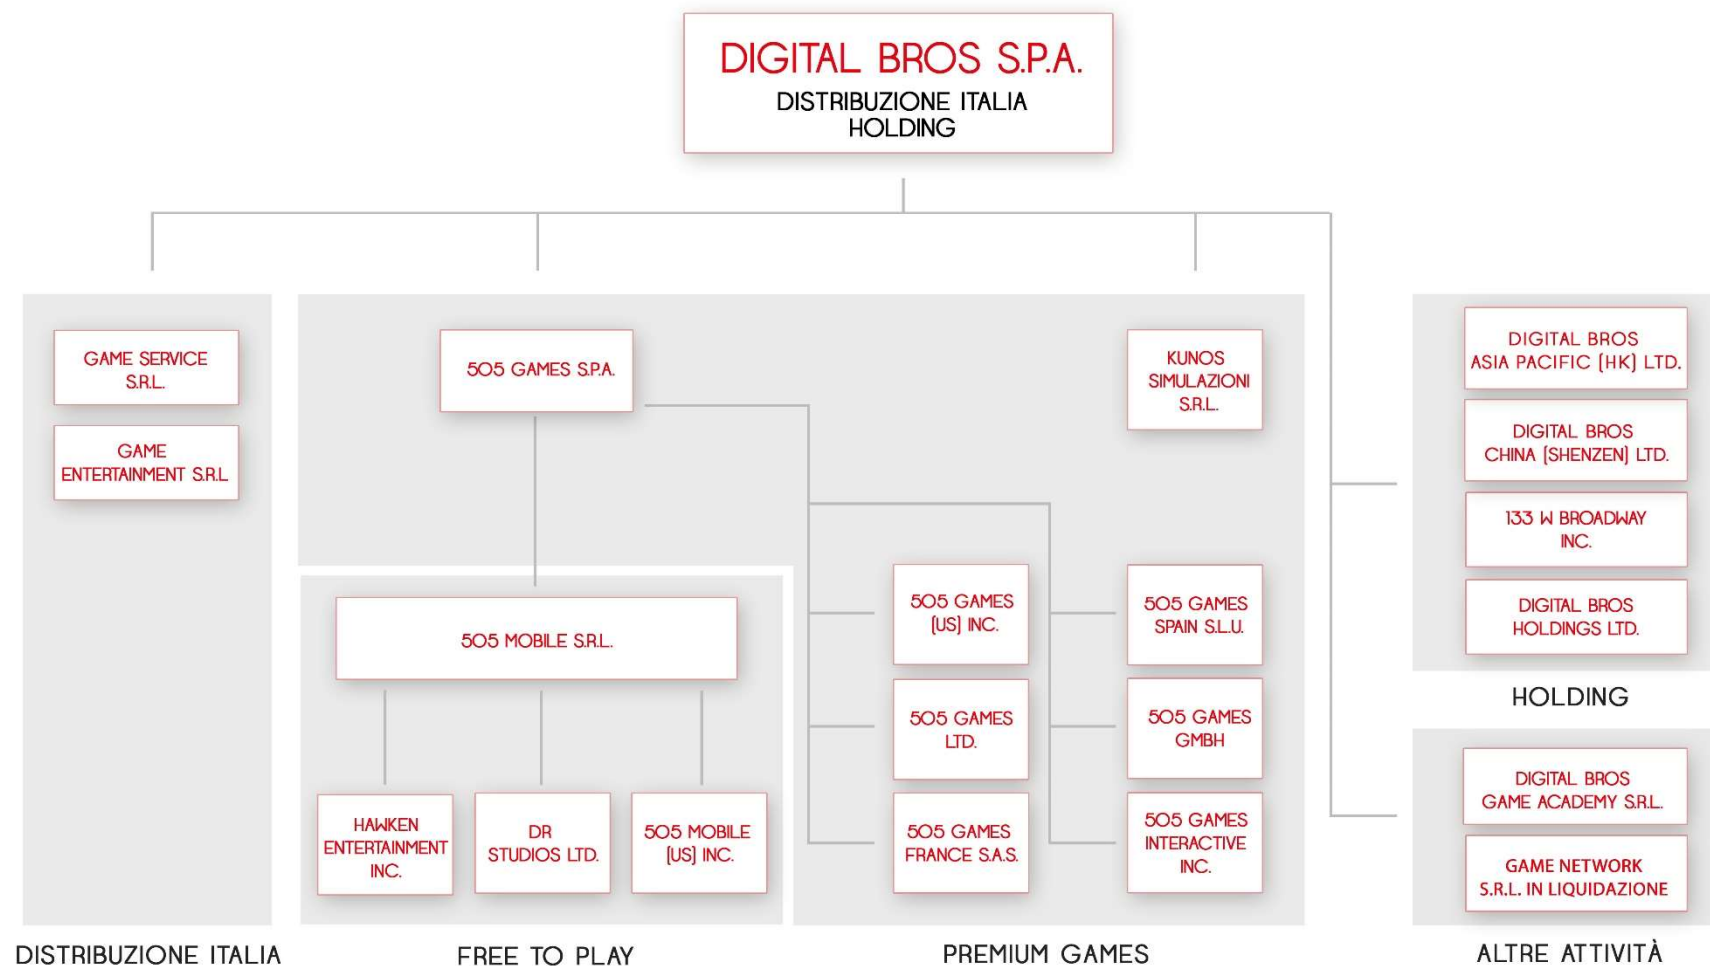 DIGITAL BROS S.P.A.
DISTRIBUZIONE ITALIA
HOLDING
GAME SERVICE
S.R.L.
GAME
ENTERTAINMENT S.R.L
DISTRIBUZIONE ITALIA
505 GAMES S.P.A.
KUNOS
SIMULAZIONI
S.R.L.
505 MOBILE S.R.L.
HAWKEN
ENTERTAINMENT
INC.
DR
STUDIOS LTD.
505 MOBILE
(US) INC.
FREE TO PLAY
505 GAMES
(US) INC.
505 GAMES
LTD.
505 GAMES
FRANCE S.A.S.
505 GAMES
SPAIN S.L.U.
505 GAMES
GMBH
505 GAMES
INTERACTIVE
INC.
PREMIUM GAMES
DIGITAL BROS
ASIA PACIFIC (HK) LTD.
DIGITAL BROS
CHINA (SHENZEN) LTD.
133 W BROADWAY
INC.
DIGITAL BROS
HOLDINGS LTD.
HOLDING
DIGITAL BROS
GAME ACADEMY S.R.L.
GAME NETWORK
S.R.L. IN LIQUIDAZIONE
ALTRE ATTIVITÀ